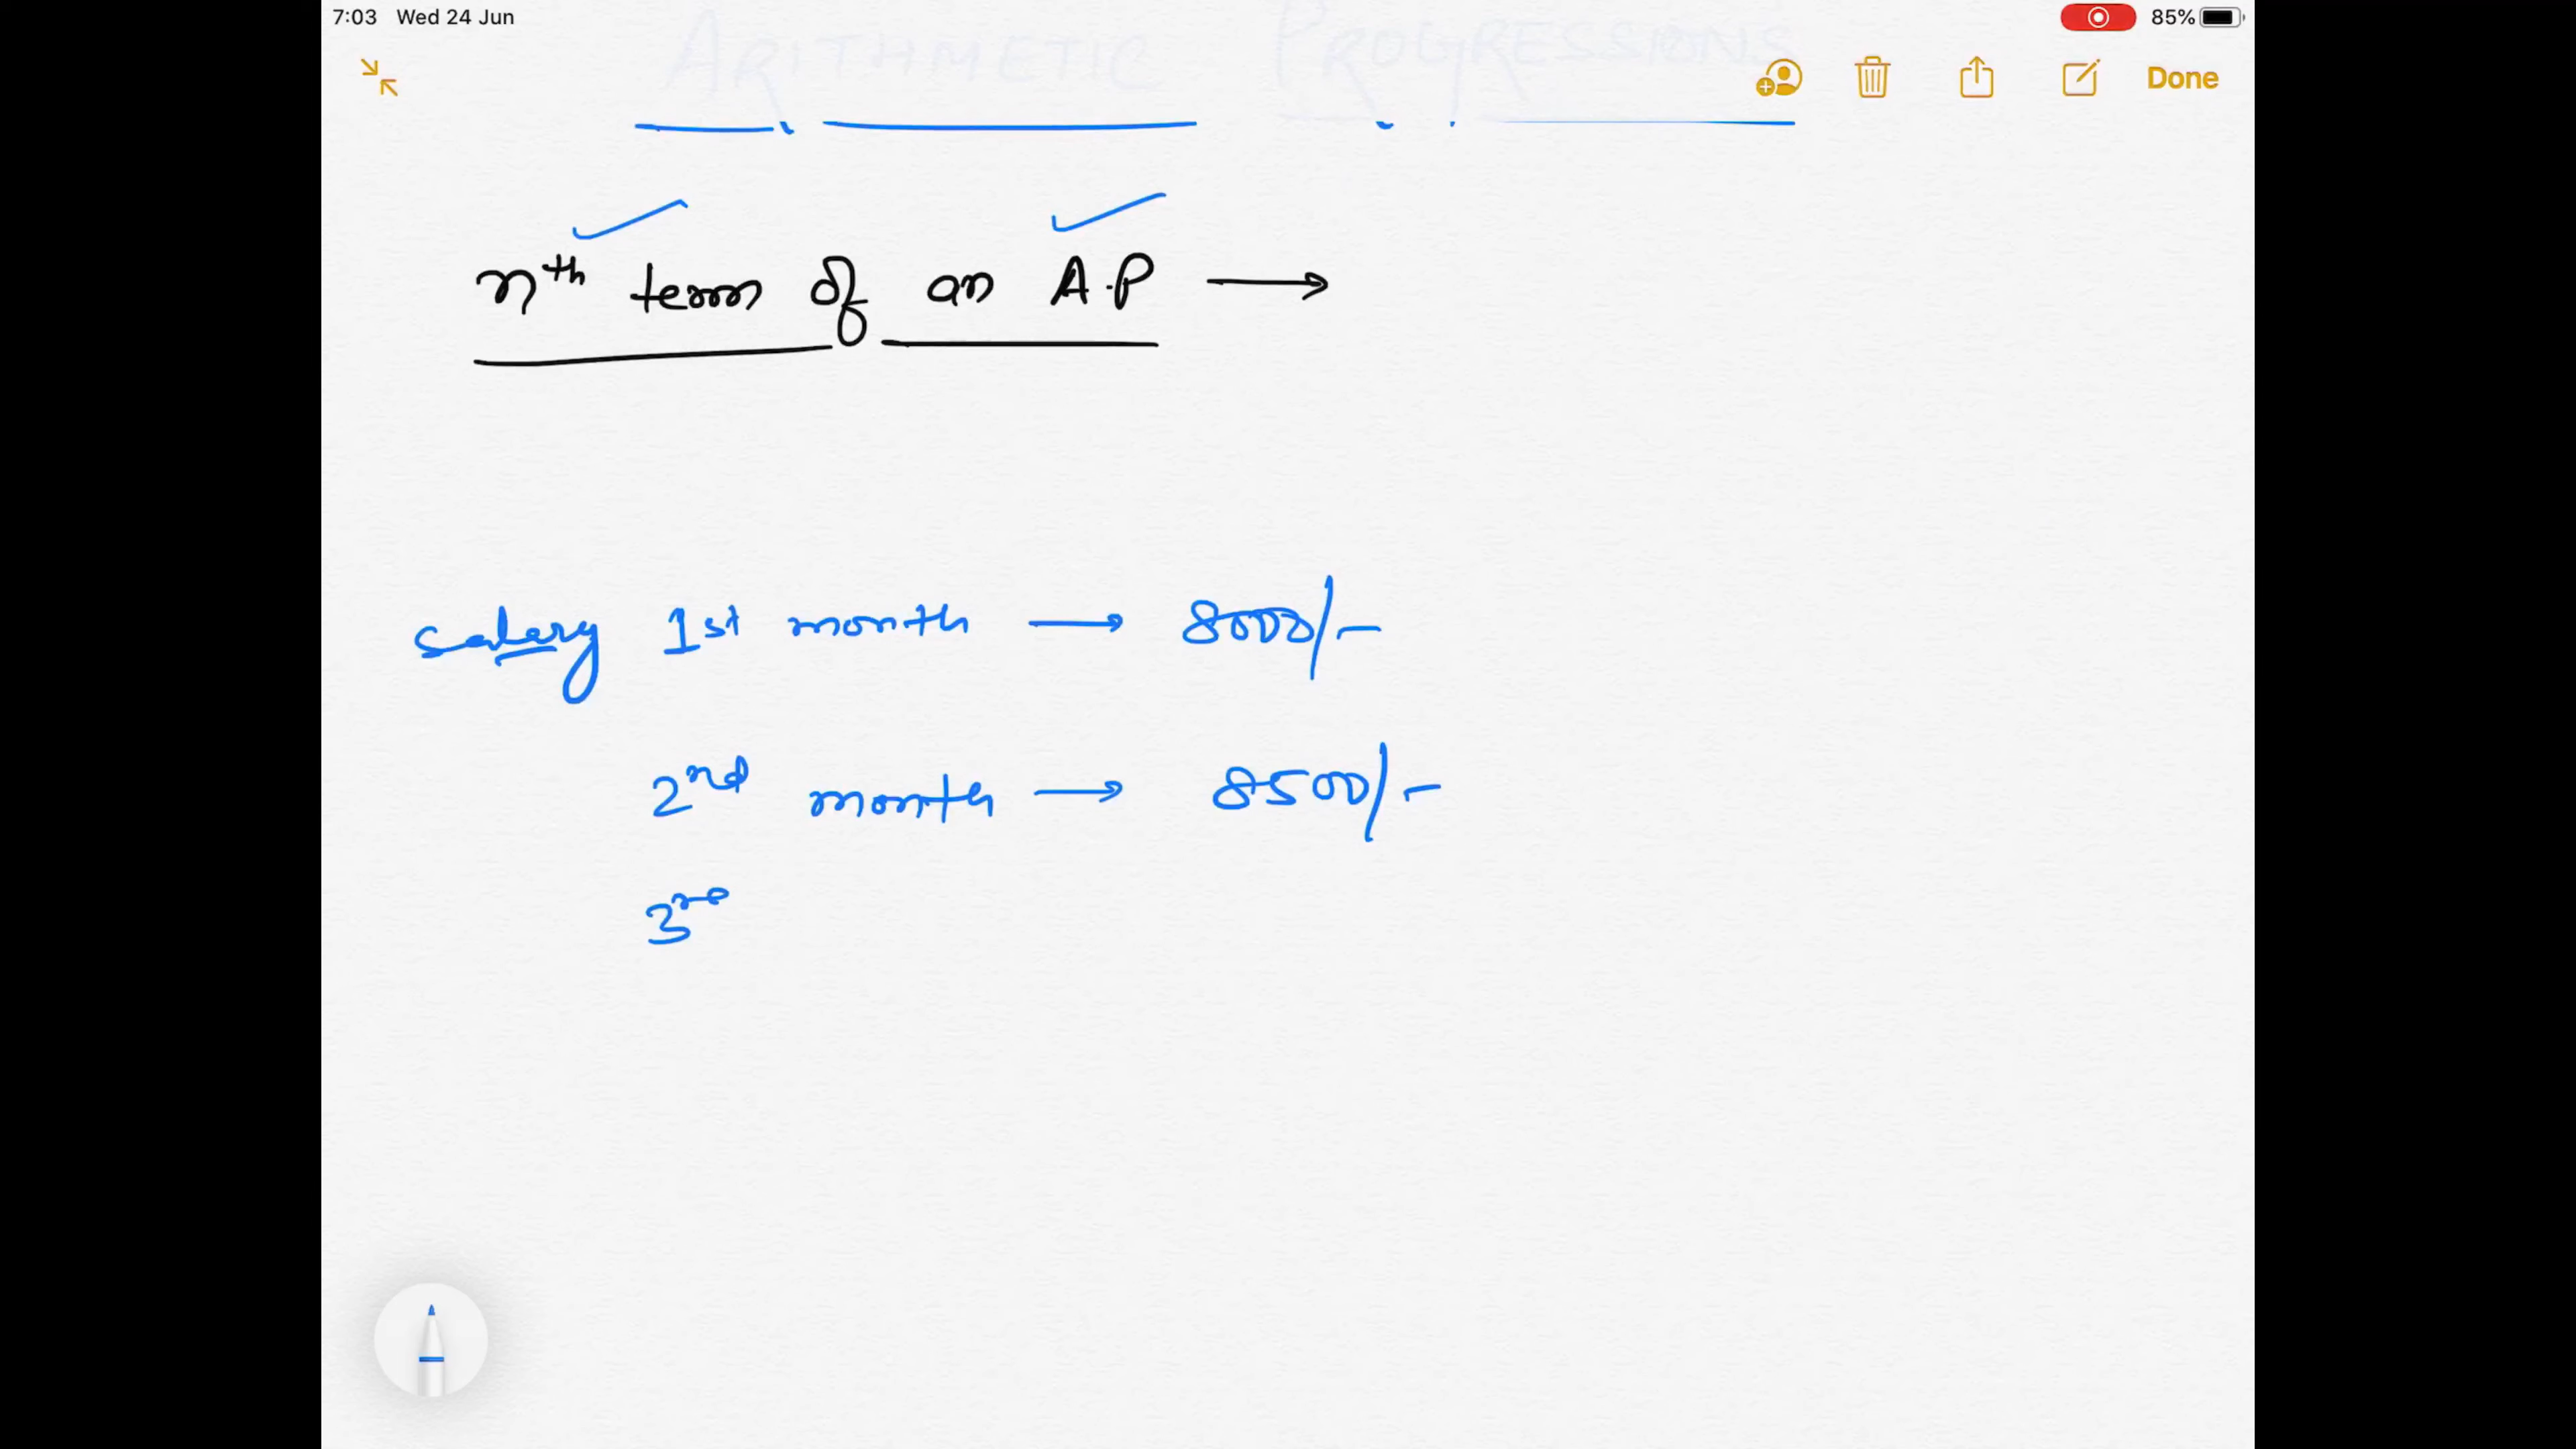 7:03 Wed 24 Jun
85%
ARITHMETIC PROGRESSIONS
Done
nth term of an A.P →
salary 1st month → 8000/-
2nd month → 8500/-
3rd